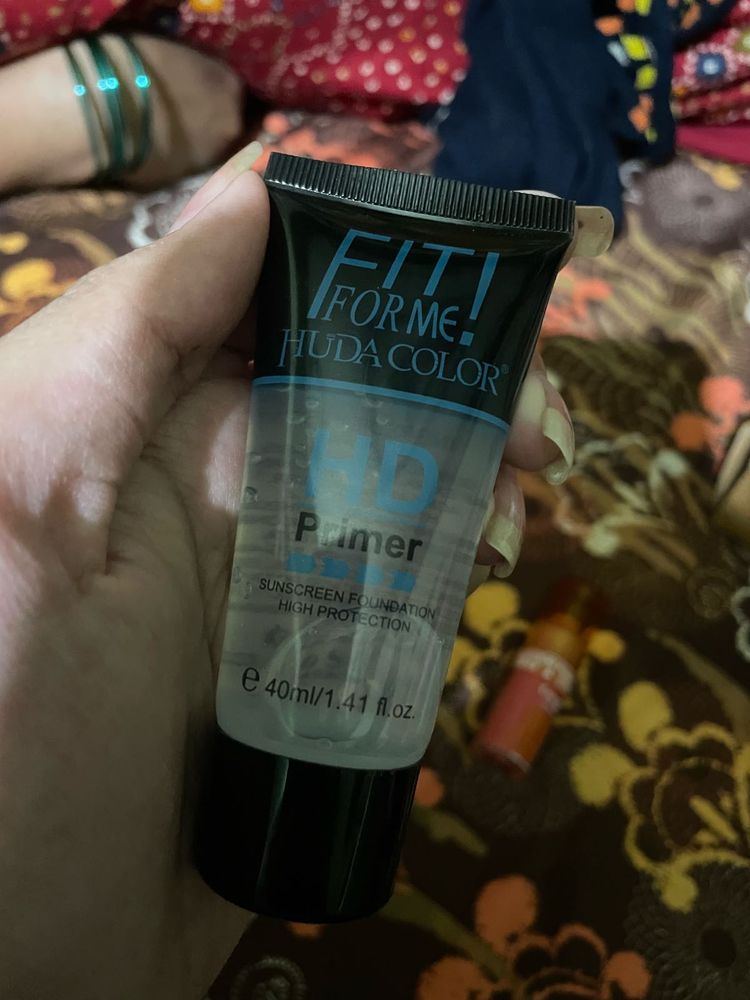 FIT!
FOR ME
HUDA COLOR®
HD
Primer
SUNSCREEN FOUNDATION
HIGH PROTECTION
e 40ml/1.41 fl.oz.